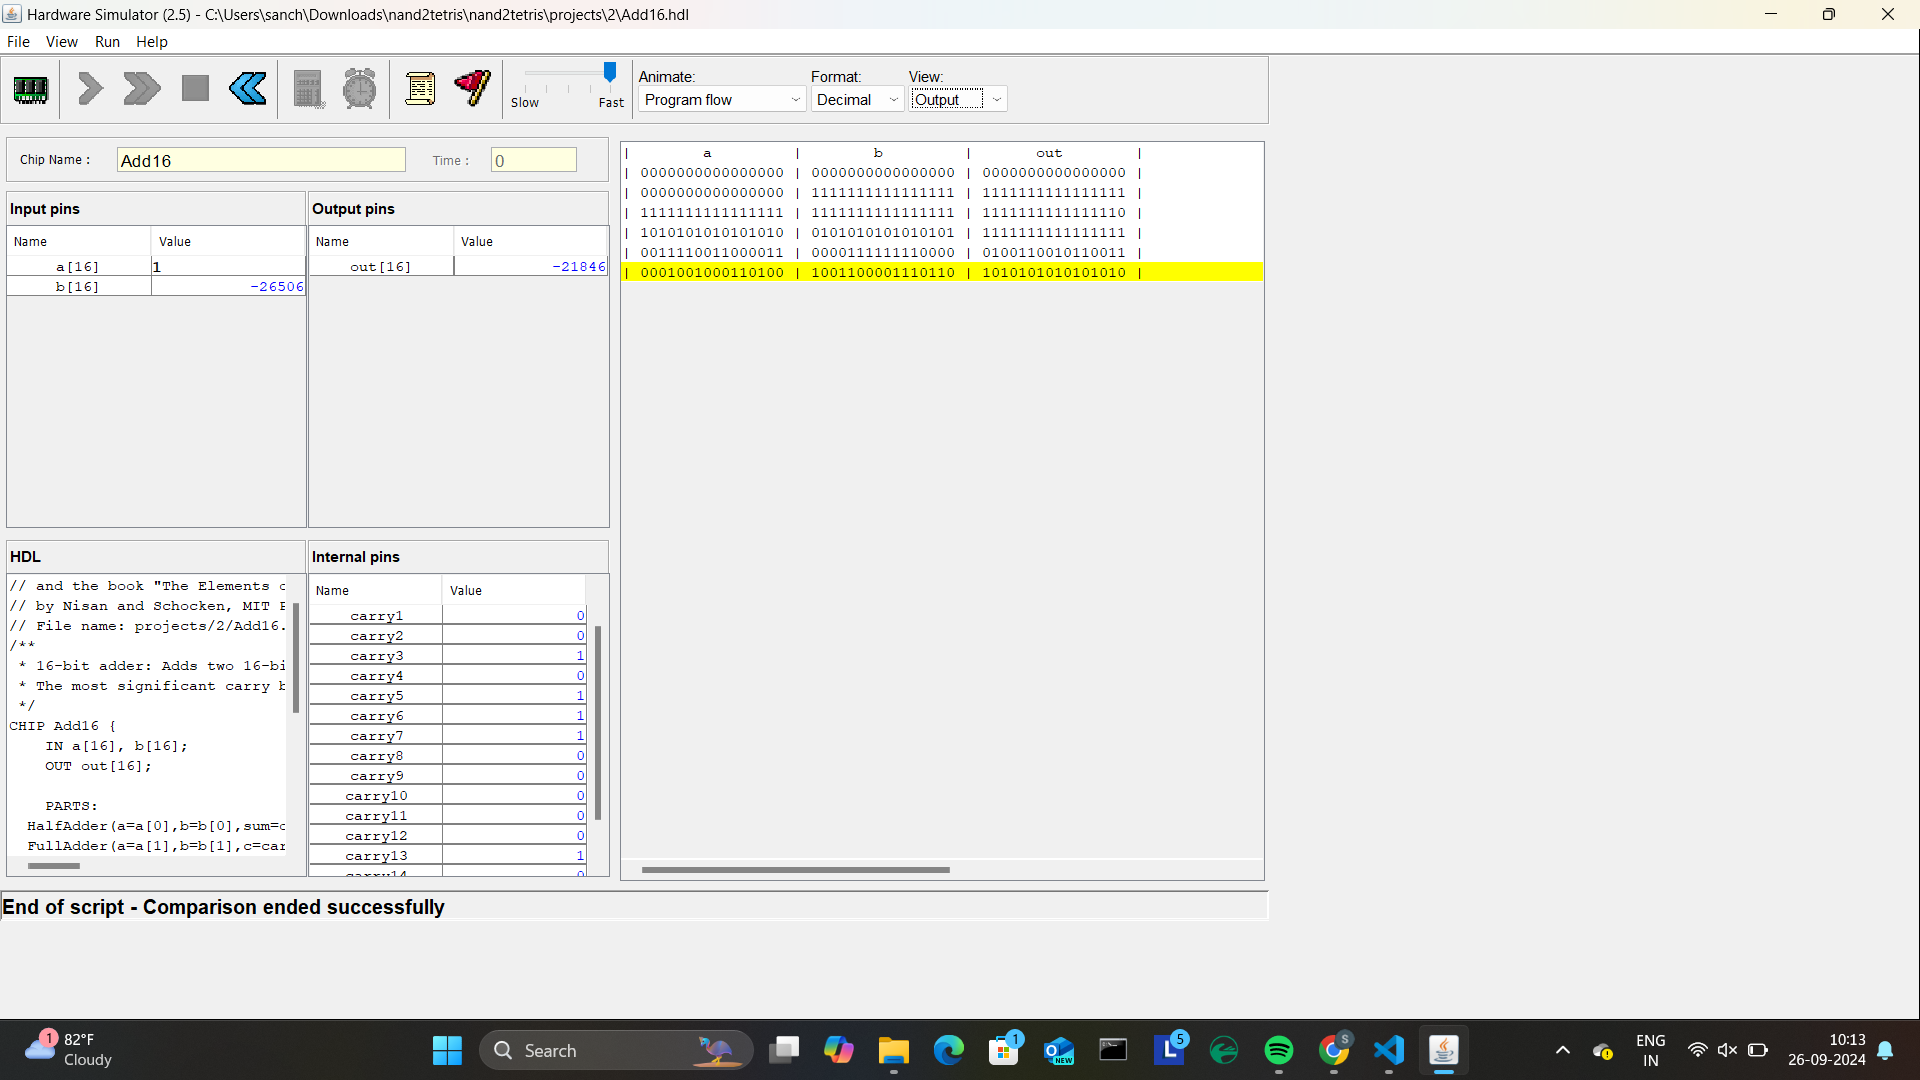 Hardware Simulator (2.5) - C:\Users\sanch\Downloads\nand2tetris\nand2tetris\projects\2\Add16.hdl
File View Run Help
Slow Fast
Animate: Format: View:
Program flow Decimal Output
Chip Name : Add16 Time : 0
Input pins
Name Value
a[16] 1
b[16] -26506
Output pins
Name Value
out[16] -21846
| a | b | out |
| 0000000000000000 | 0000000000000000 | 0000000000000000 |
| 0000000000000000 | 1111111111111111 | 1111111111111111 |
| 1111111111111111 | 1111111111111111 | 1111111111111110 |
| 1010101010101010 | 0101010101010101 | 1111111111111111 |
| 0011110011000011 | 0000111111110000 | 0100110010110011 |
| 0001001000110100 | 1001100001110110 | 1010101010101010 |
HDL
// and the book "The Elements
// by Nisan and Schocken, MIT
// File name: projects/2/Add16.
/**
* 16-bit adder: Adds two 16-bi
* The most significant carry b
*/
CHIP Add16 {
IN a[16], b[16];
OUT out[16];
PARTS:
HalfAdder(a=a[0],b=b[0],sum=
FullAdder(a=a[1],b=b[1],c=car
Internal pins
Name Value
carry1 0
carry2 0
carry3 1
carry4 0
carry5 1
carry6 1
carry7 1
carry8 0
carry9 0
carry10 0
carry11 0
carry12 0
carry13 1
carry14 0
End of script - Comparison ended successfully
1
82°F
Cloudy
Search
1
NEW
L 5
S
ENG
IN
10:13
26-09-2024